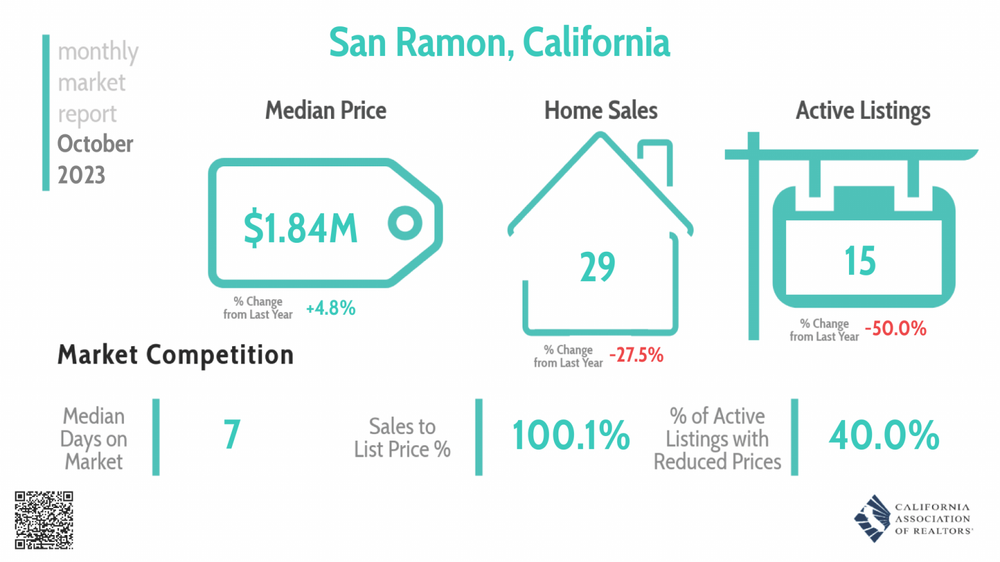 San Ramon, California
monthly
market
report
October
2023
Median Price
$1.84M
% Change
from Last Year
+4.8%
Home Sales
29
% Change
from Last Year
-27.5%
Active Listings
15
% Change
from Last Year
-50.0%
Market Competition
Median
Days on
Market
7
Sales to
List Price %
100.1%
% of Active
Listings with
Reduced Prices
40.0%
CALIFORNIA
ASSOCIATION
OF REALTORS®